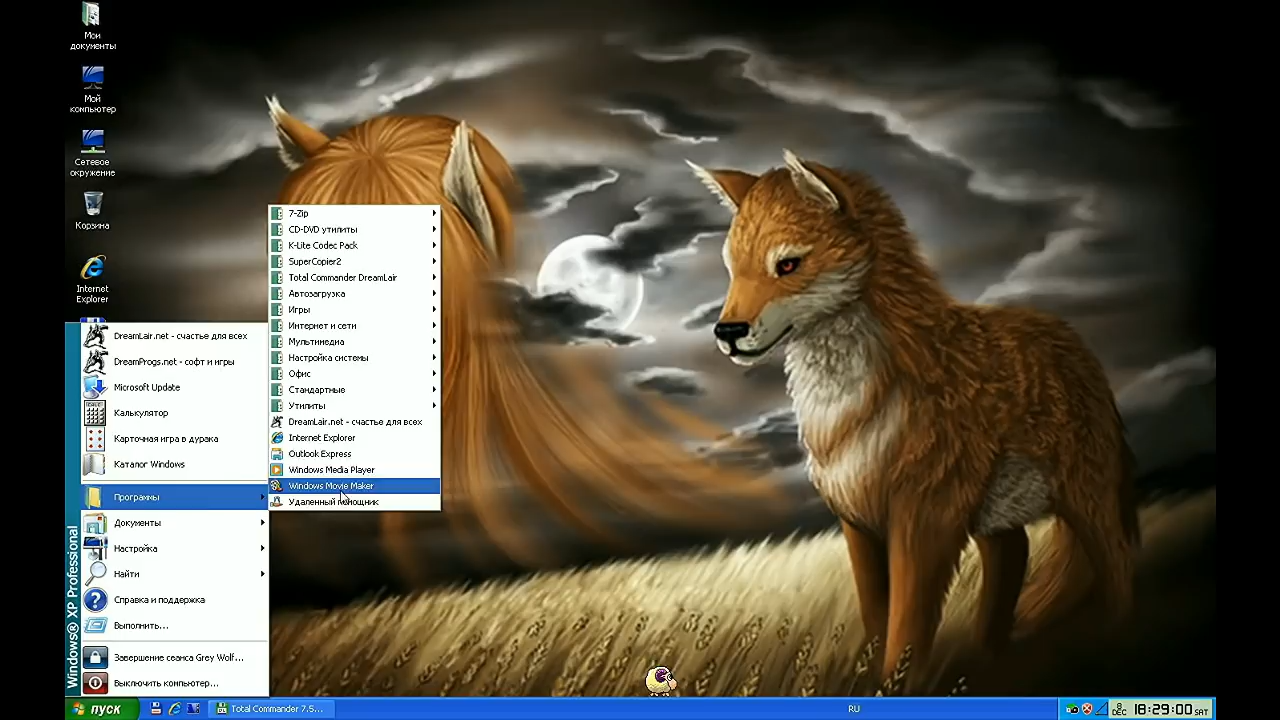 Мои
документы
Мой
компьютер
Сетевое
окружение
Корзина
Internet
Explorer
DreamLair.net - счастье для всех
DreamProgs.net - софт и игры
Microsoft Update
Калькулятор
Карточная игра в дурака
Каталог Windows
Программы
Документы
Настройка
Найти
Справка и поддержка
Выполнить...
Завершение сеанса Grey Wolf...
Выключить компьютер...
Windows® XP Professional
7-Zip
CD-DVD утилиты
K-Lite Codec Pack
SuperCopier2
Total Commander DreamLair
Автозагрузка
Игры
Интернет и сети
Мультимедиа
Настройка системы
Офис
Стандартные
Утилиты
DreamLair.net - счастье для всех
Internet Explorer
Outlook Express
Windows Media Player
Windows Movie Maker
Удаленный помощник
пуск
Total Commander 7.5...
RU
8 DEC 18:29:00 SAT